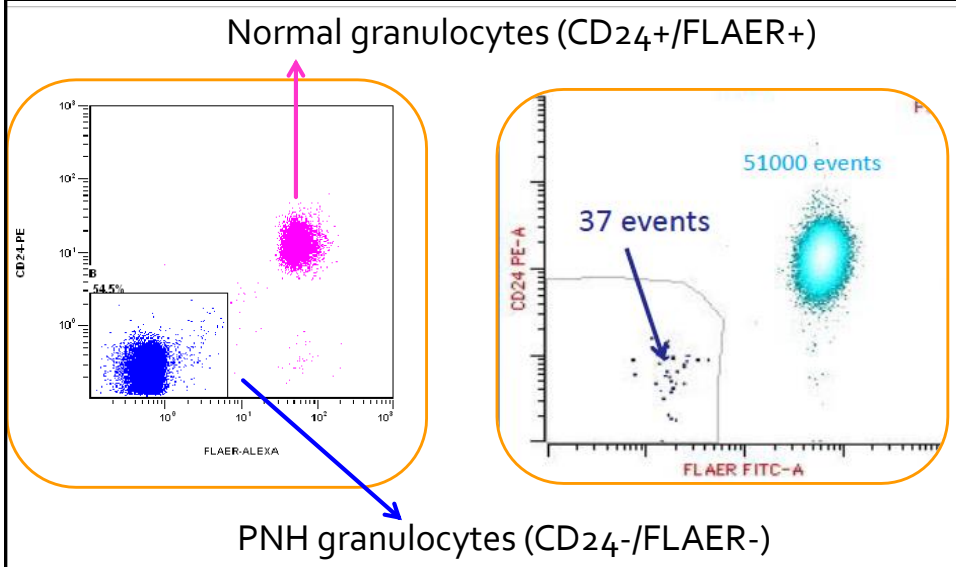 Normal granulocytes (CD24+/FLAER+)
10³
10²
10¹
10⁰
CD24-PE
B
54.5%
10⁰
10¹
10²
10³
FLAER-ALEXA
51000 events
37 events
CD24 PE-A
FLAER FITC-A
PNH granulocytes (CD24-/FLAER-)